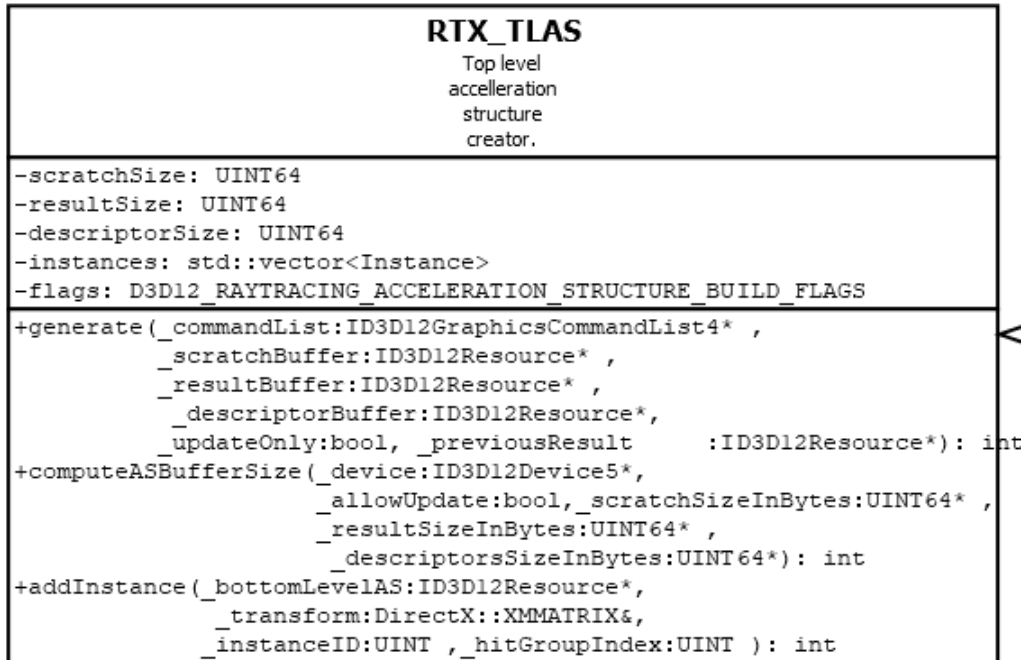 RTX_TLAS
Top level
accelleration
structure
creator.
-scratchSize: UINT64
-resultSize: UINT64
-descriptorSize: UINT64
-instances: std::vector<Instance>
-flags: D3D12_RAYTRACING_ACCELERATION_STRUCTURE_BUILD_FLAGS
+generate(_commandList:ID3D12GraphicsCommandList4* ,
_scratchBuffer:ID3D12Resource* ,
_resultBuffer:ID3D12Resource* ,
_descriptorBuffer:ID3D12Resource*,
_updateOnly:bool, _previousResult :ID3D12Resource*): int
+computeASBufferSize(_device:ID3D12Device5*,
_allowUpdate:bool,_scratchSizeInBytes:UINT64* ,
_resultSizeInBytes:UINT64* ,
_descriptorsSizeInBytes:UINT64*): int
+addInstance(_bottomLevelAS:ID3D12Resource*,
_transform:DirectX::XMMATRIX&,
_instanceID:UINT ,_hitGroupIndex:UINT ): int